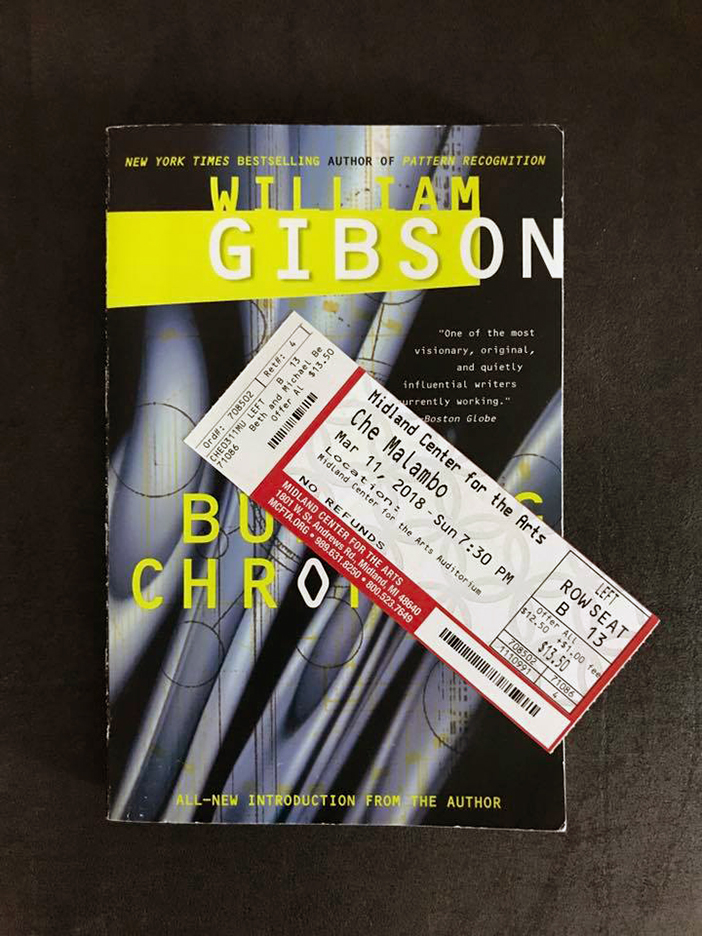 NEW YORK TIMES BESTSELLING AUTHOR OF PATTERN RECOGNITION
WILLIAM
GIBSON
"One of the most
visionary, original,
and quietly
influential writers
urrently working."
Boston Globe
BU G
CHRO
ALL-NEW INTRODUCTION FROM THE AUTHOR
Ord#: 708502 | Ret#: 4
CHE0311MU LEFT B 13
71086 Beth and Michael Be
Offer Al $13.50
Midland Center for the Arts
Che Malambo
Mar 11, 2018 - Sun 7:30 PM
Location:
Midland Center for the Arts Auditorium
NO REFUNDS
MIDLAND CENTER FOR THE ARTS
1801 W. St. Andrews Rd., Midland, MI 48640
MCFTA.ORG • 989.631.8250 • 800.523.7649
LEFT
ROW SEAT
B 13
Offer All
$12.50 +$1.00 fee
$13.50
708502 71086
1110991 4